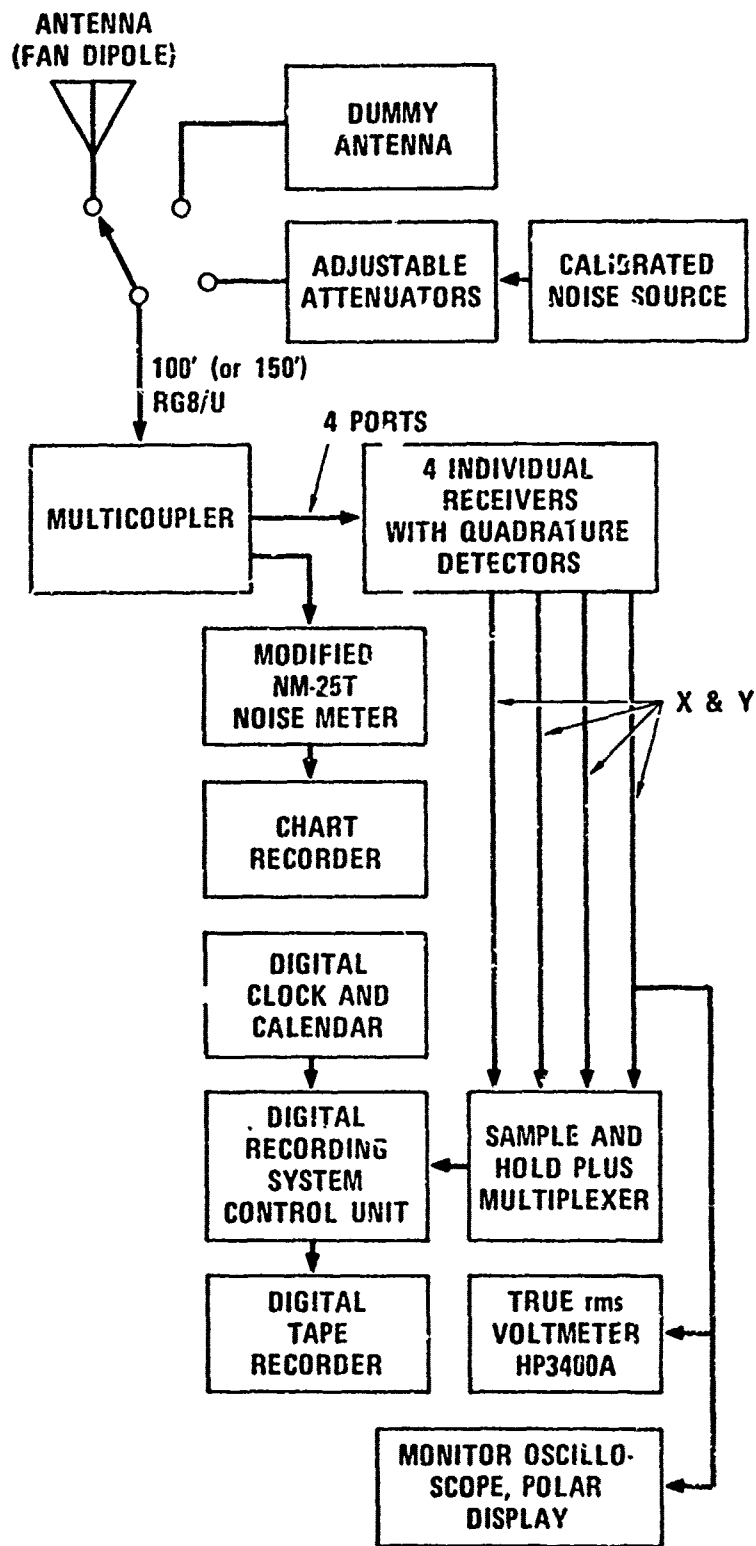 ANTENNA
(FAN DIPOLE)
DUMMY
ANTENNA
ADJUSTABLE
ATTENUATORS
CALIBRATED
NOISE SOURCE
100' (or 150')
RG8/U
4 PORTS
MULTICOUPLER
4 INDIVIDUAL
RECEIVERS
WITH QUADRATURE
DETECTORS
MODIFIED
NM-25T
NOISE METER
X & Y
CHART
RECORDER
DIGITAL
CLOCK AND
CALENDAR
DIGITAL
RECORDING
SYSTEM
CONTROL UNIT
SAMPLE AND
HOLD PLUS
MULTIPLEXER
DIGITAL
TAPE
RECORDER
TRUE rms
VOLTMETER
HP3400A
MONITOR OSCILLO-
SCOPE, POLAR
DISPLAY